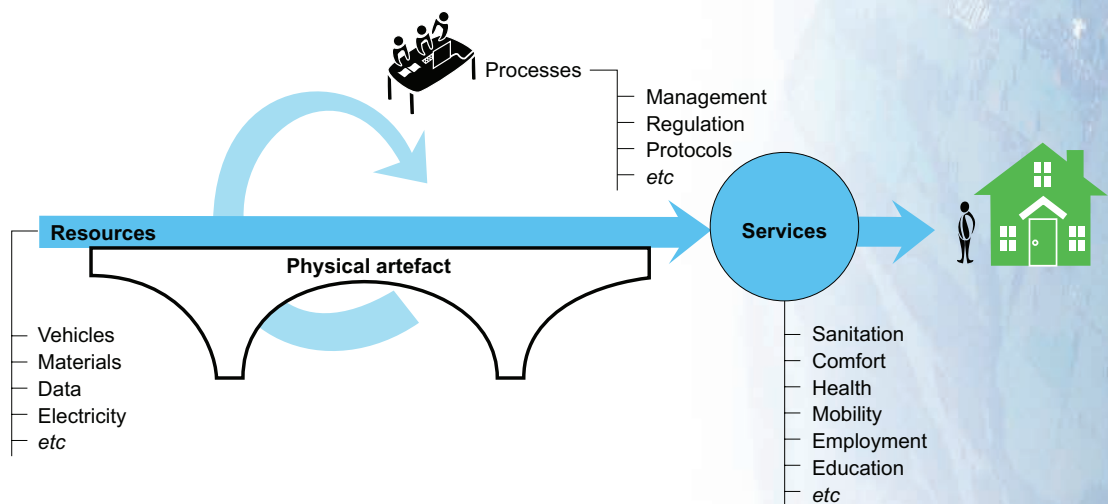 Processes
Management
Regulation
Protocols
etc
Resources
Physical artefact
Services
Vehicles
Materials
Data
Electricity
etc
Sanitation
Comfort
Health
Mobility
Employment
Education
etc